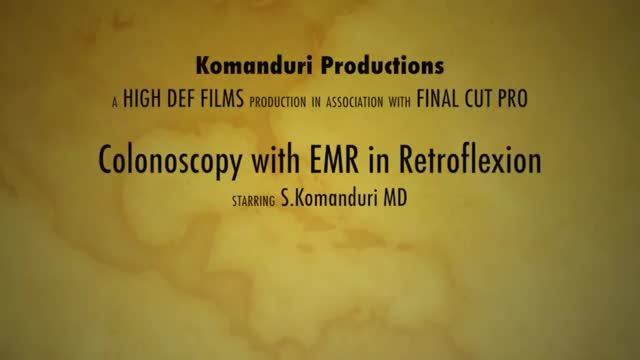 Komanduri Productions
A HIGH DEF FILMS PRODUCTION IN ASSOCIATION WITH FINAL CUT PRO
Colonoscopy with EMR in Retroflexion
STARRING S.Komanduri MD